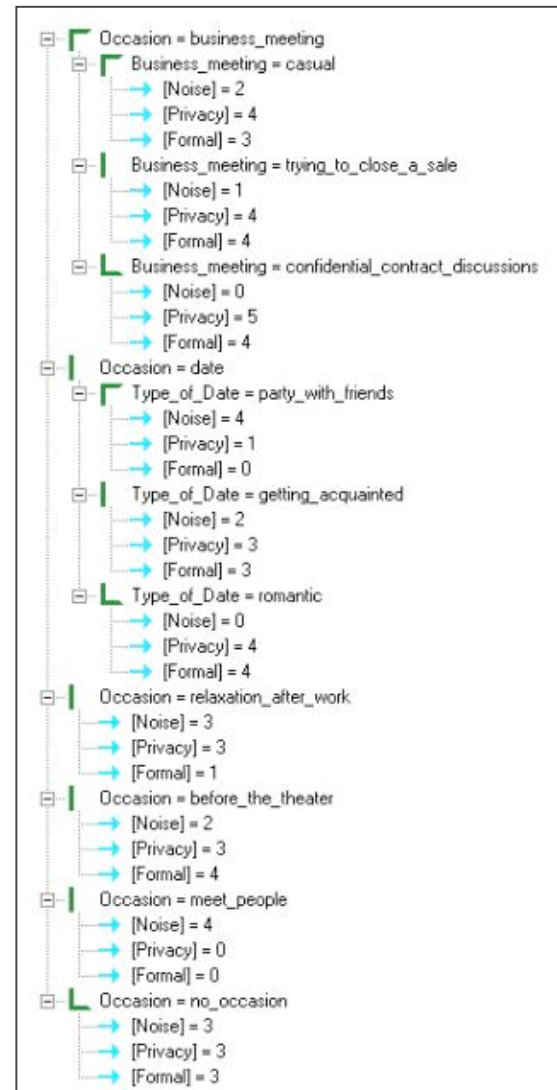 Occasion = business_meeting
Business_meeting = casual
[Noise] = 2
[Privacy] = 4
[Formal] = 3
Business_meeting = trying_to_close_a_sale
[Noise] = 1
[Privacy] = 4
[Formal] = 4
Business_meeting = confidential_contract_discussions
[Noise] = 0
[Privacy] = 5
[Formal] = 4
Occasion = date
Type_of_Date = party_with_friends
[Noise] = 4
[Privacy] = 1
[Formal] = 0
Type_of_Date = getting_acquainted
[Noise] = 2
[Privacy] = 3
[Formal] = 3
Type_of_Date = romantic
[Noise] = 0
[Privacy] = 4
[Formal] = 4
Occasion = relaxation_after_work
[Noise] = 3
[Privacy] = 3
[Formal] = 1
Occasion = before_the_theater
[Noise] = 2
[Privacy] = 3
[Formal] = 4
Occasion = meet_people
[Noise] = 4
[Privacy] = 0
[Formal] = 0
Occasion = no_occasion
[Noise] = 3
[Privacy] = 3
[Formal] = 3